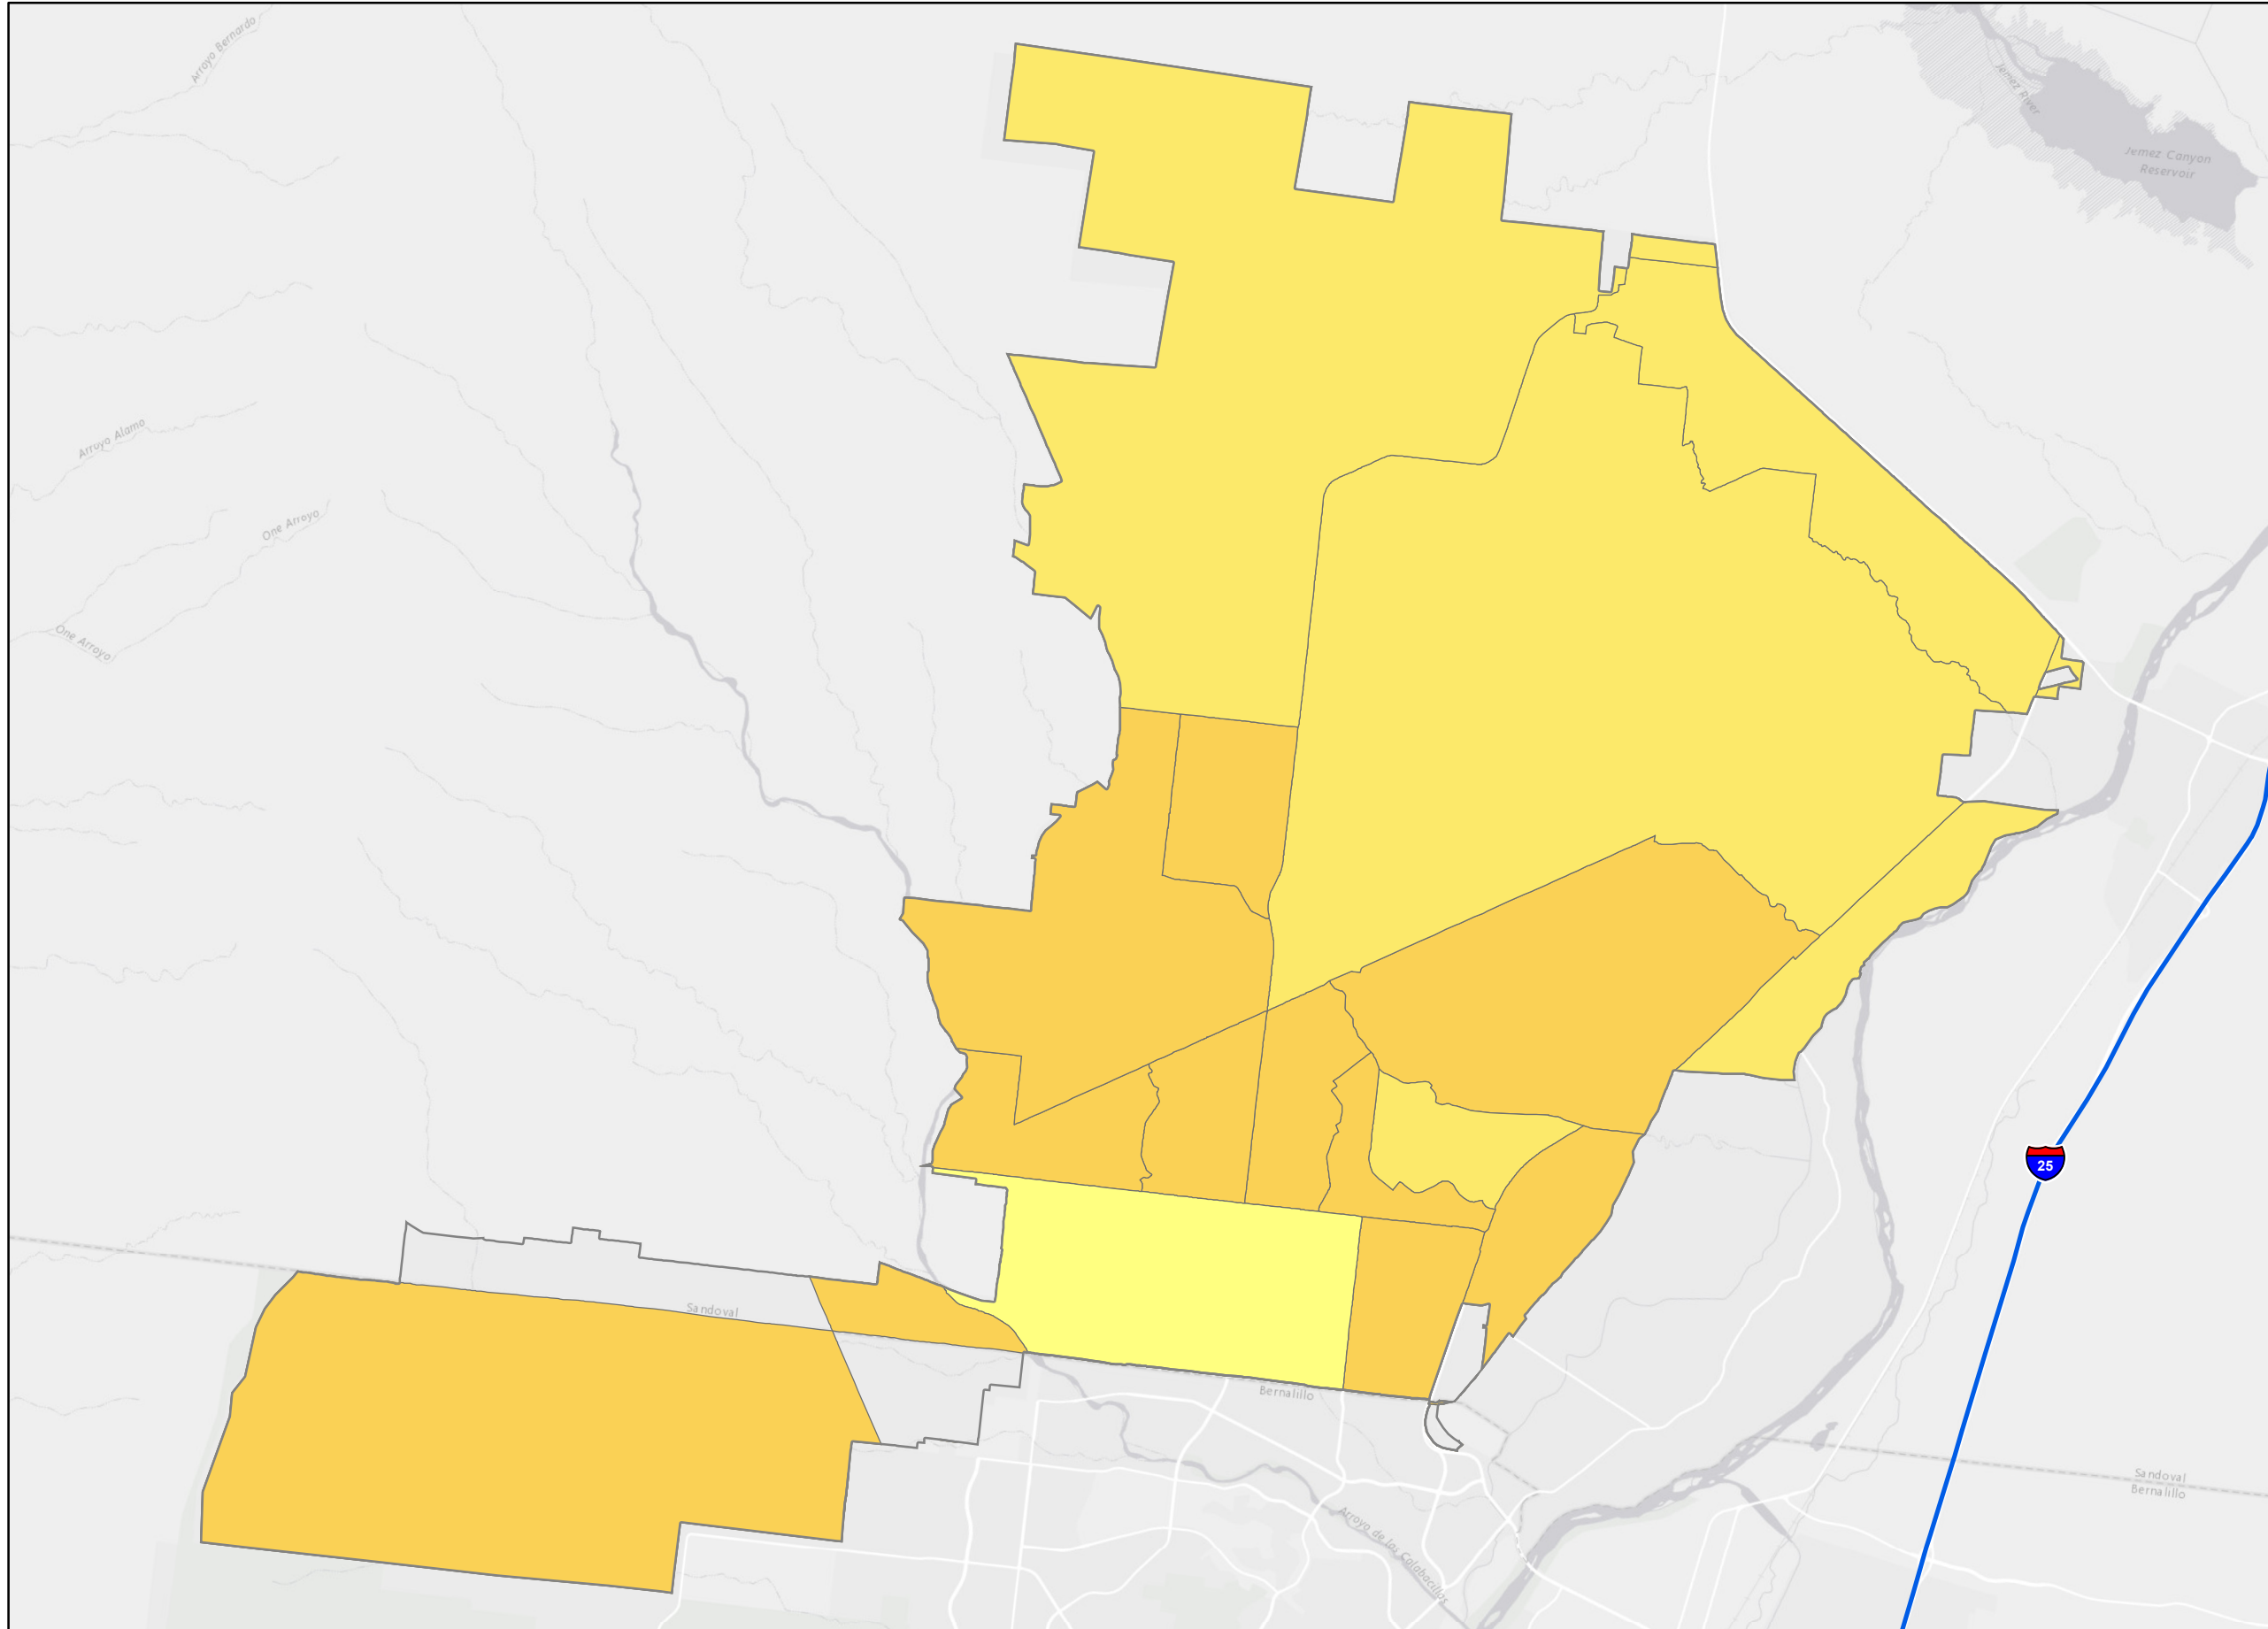 Arroyo Bernardo
Jemez River
Jemez Canyon
Reservoir
Arroyo Alamo
One Arroyo
One Arroyo
25
Sandoval
Bernalillo
Sandoval
Bernalillo
Arroyo de las Calabacillas